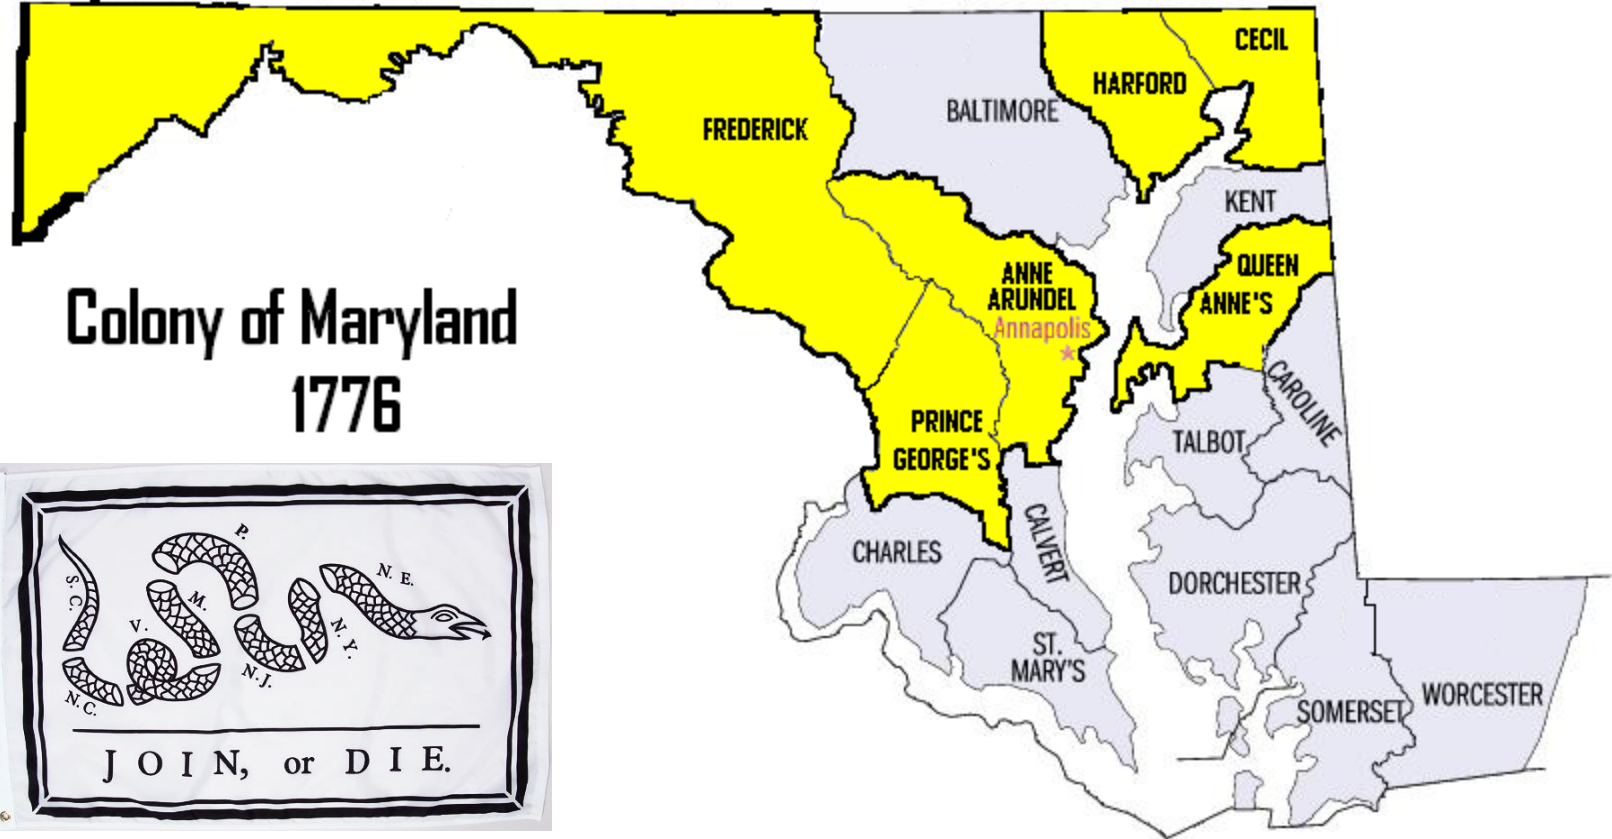 CECIL
HARFORD
BALTIMORE
FREDERICK
KENT
QUEEN
ANNE'S
ANNE
ARUNDEL
Annapolis
Colony of Maryland
1776
CAROLINE
PRINCE
GEORGE'S
TALBOT
CALVERT
CHARLES
DORCHESTER
ST.
MARY'S
WORCESTER
SOMERSET
P.
N. E.
S. C.
M.
V.
N. Y.
N. J.
N. C.
JOIN, or DIE.